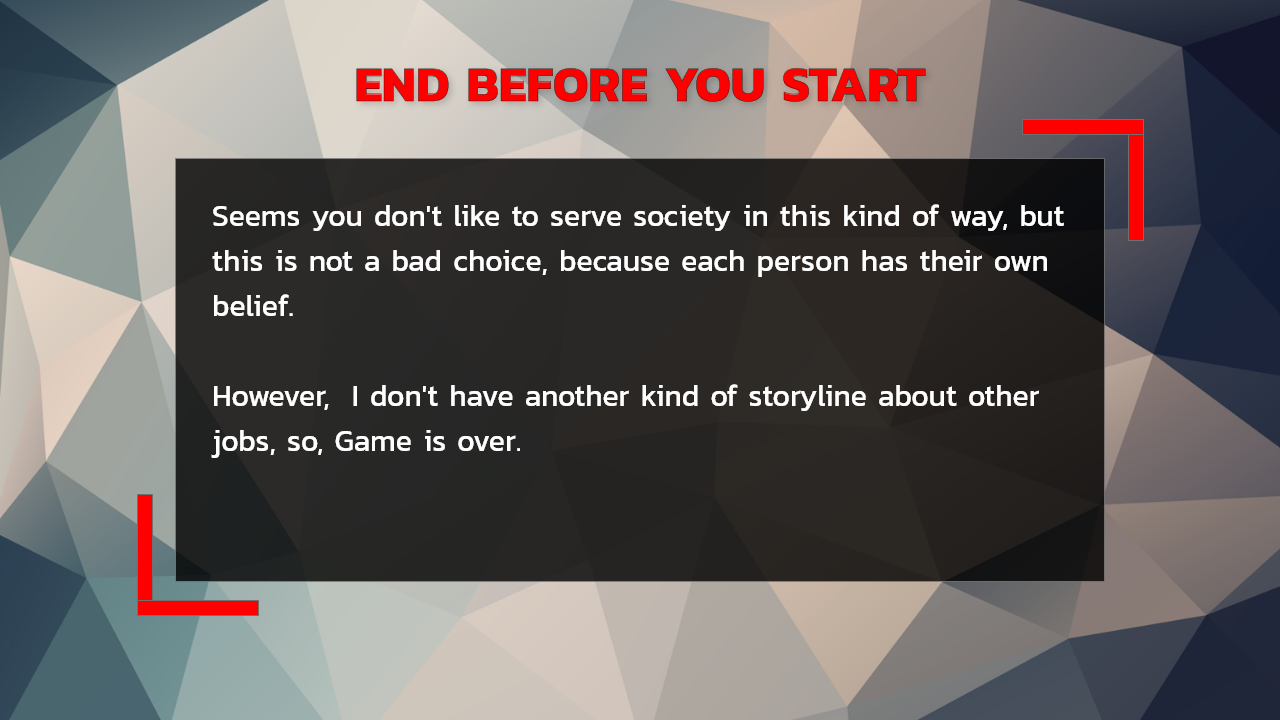 END BEFORE YOU START
Seems you don't like to serve society in this kind of way, but
this is not a bad choice, because each person has their own
belief.
However,  I don't have another kind of storyline about other
jobs, so, Game is over.